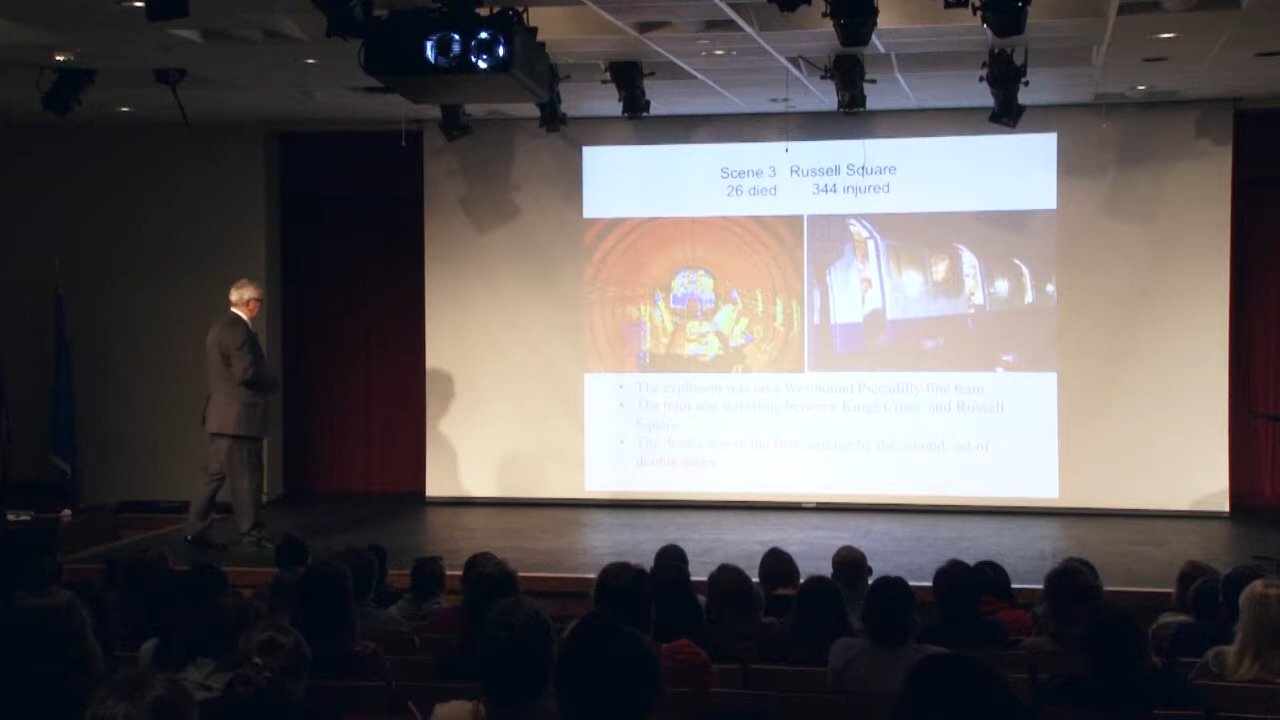 Scene 3 Russell Square
26 died 344 injured
• The explosion was on a Westbound Piccadilly line train
• The train was travelling between Kings Cross and Russell
Square
• The device was in the first carriage by the second set of
double doors